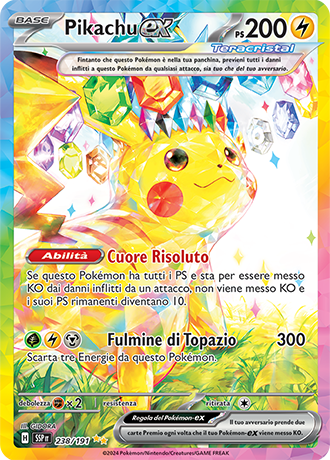 BASE
Pikachu ex
PS 200
Teracristal
Fintanto che questo Pokémon è nella tua panchina, previeni tutti i danni
inflitti a questo Pokémon da qualsiasi attacco, sia tuo che del tuo avversario.
Abilità Cuore Risoluto
Se questo Pokémon ha tutti i PS e sta per essere messo
KO dai danni inflitti da un attacco, non viene messo KO e
i suoi PS rimanenti diventano 10.
Fulmine di Topazio 300
Scarta tre Energie da questo Pokémon.
debolezza ×2 resistenza ritirata
Ill. GIDORA
Regola del Pokémon-ex
Il tuo avversario prende due
carte Premio ogni volta che il tuo Pokémon-ex viene messo KO.
H SSP IT 238/191
©2024 Pokémon/Nintendo/Creatures/GAME FREAK